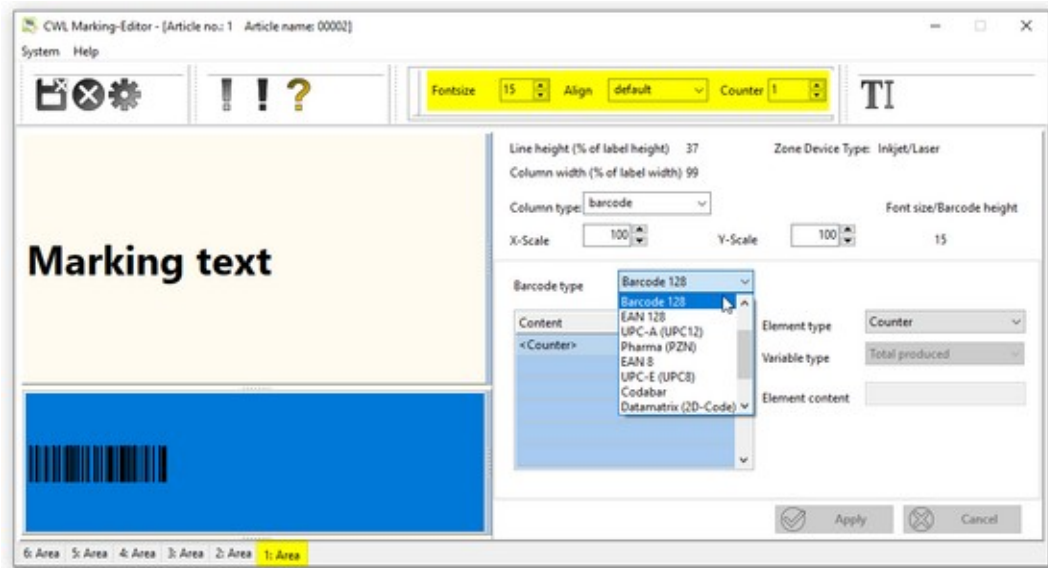 CWL Marking-Editor - [Article no.: 1 Article name: 00002]
System Help
Fontsize 15 Align default Counter 1
TI
Marking text
Line height (% of label height) 37 Zone Device Type: Inkjet/Laser
Column width (% of label width) 99
Column type: barcode Font size/Barcode height
X-Scale 100 Y-Scale 100 15
Barcode type Barcode 128
Barcode 128
EAN 128
UPC-A (UPC12)
Pharma (PZN)
EAN 8
UPC-E (UPC8)
Codabar
Datamatrix (2D-Code)
Content
<Counter>
Element type Counter
Variable type Total produced
Element content
Apply Cancel
6: Area 5: Area 4: Area 3: Area 2: Area 1: Area